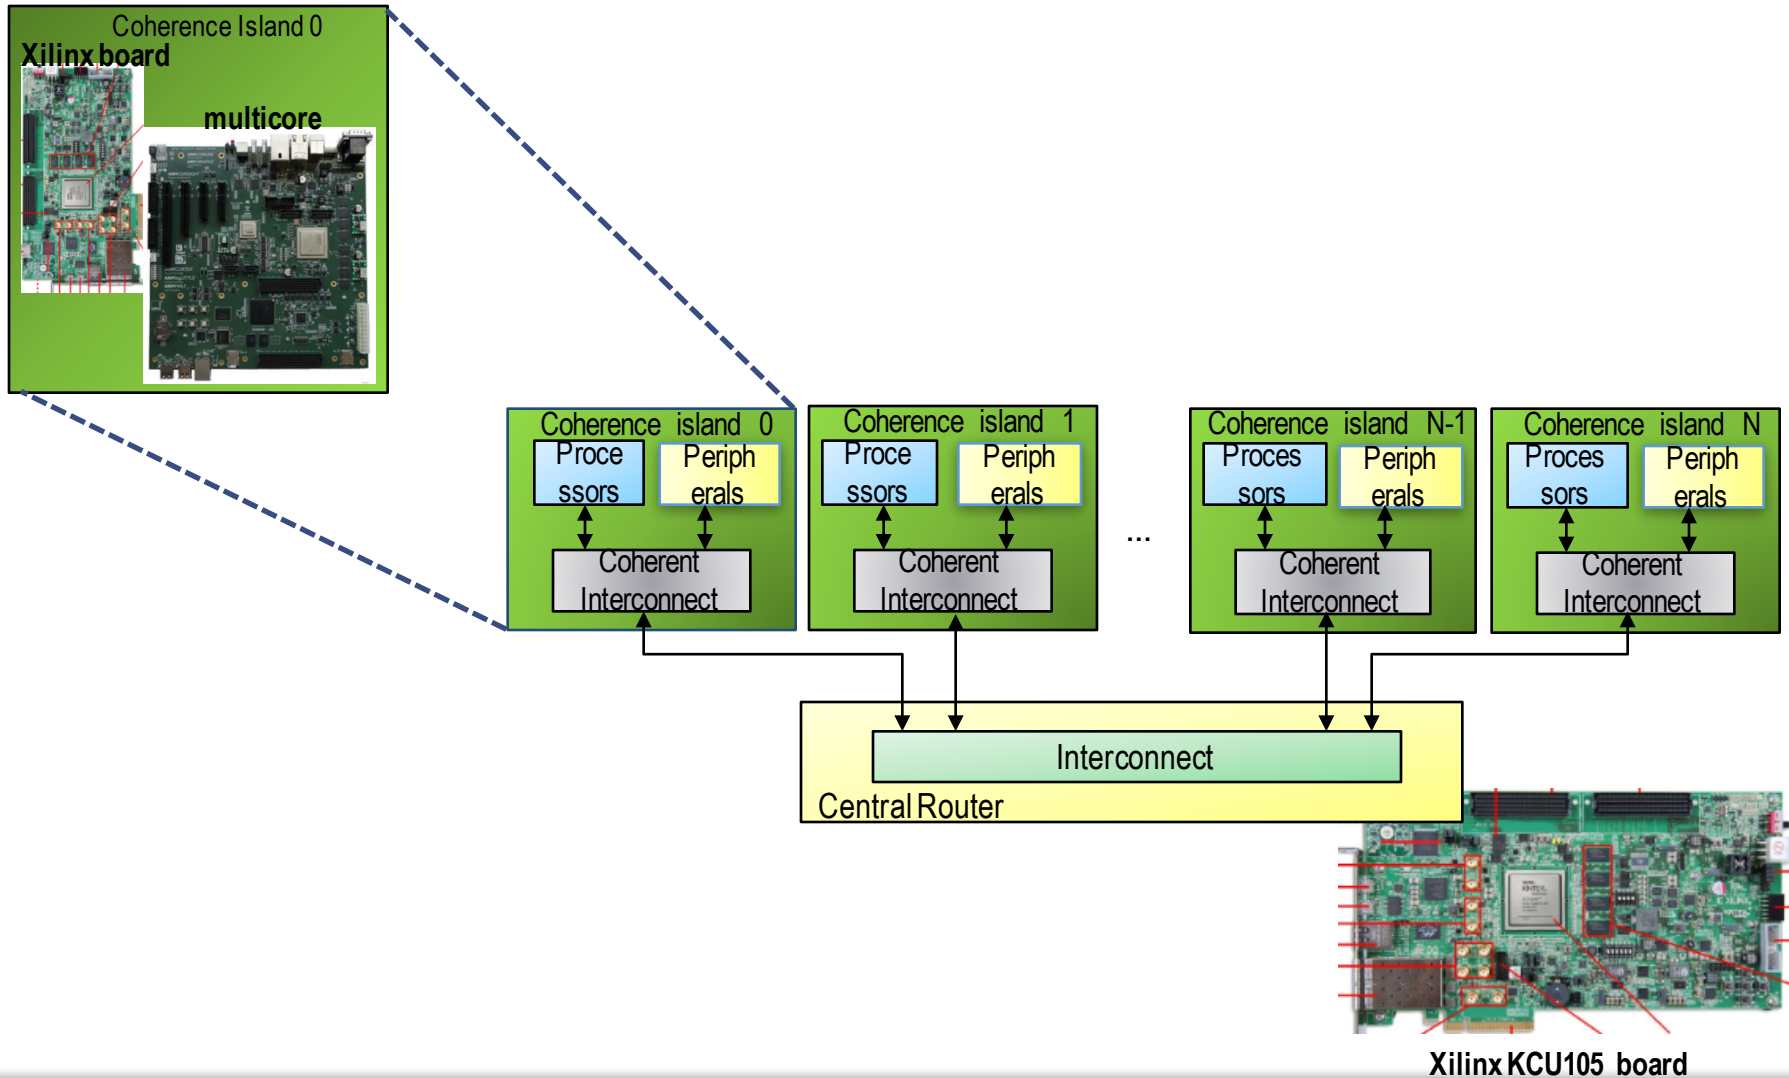 Coherence Island 0
Xilinx board
multicore
Coherence island 0
Proce
ssors
Periph
erals
Coherent
Interconnect
Coherence island 1
Proce
ssors
Periph
erals
Coherent
Interconnect
...
Coherence island N-1
Proces
sors
Periph
erals
Coherent
Interconnect
Coherence island N
Proces
sors
Periph
erals
Coherent
Interconnect
Interconnect
Central Router
Xilinx KCU105 board